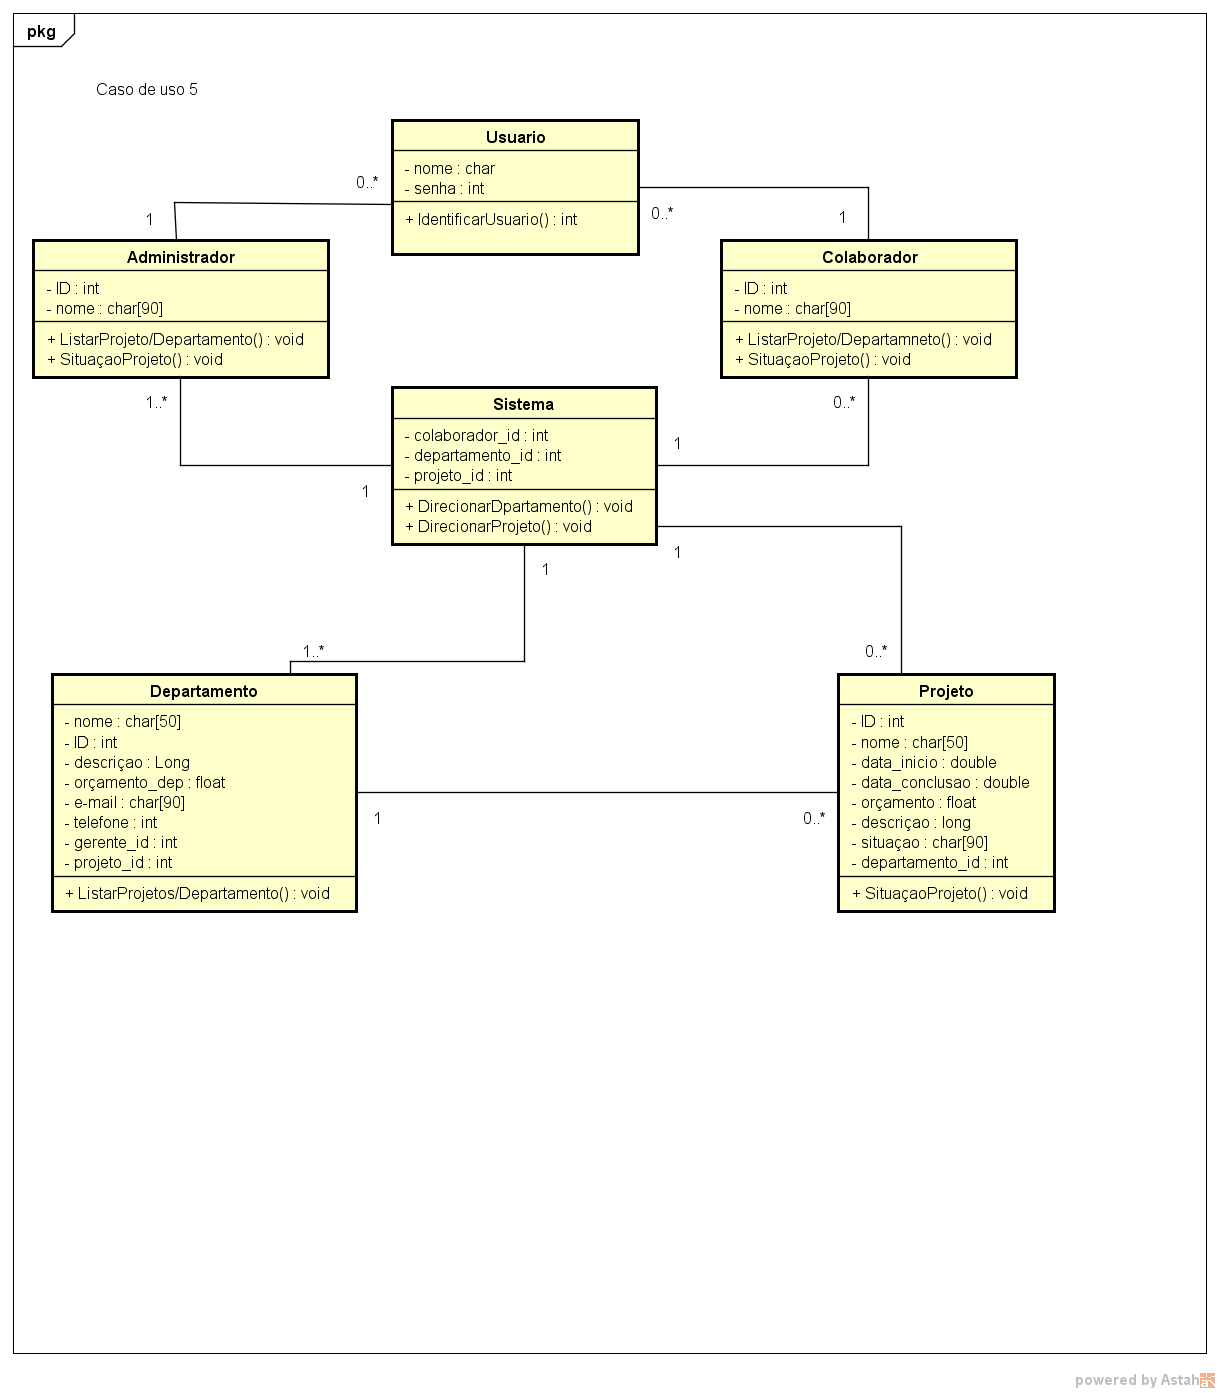 pkg
Caso de uso 5
Usuario
- nome : char
- senha : int
+ IdentificarUsuario() : int
0..*
1
0..*
1
Administrador
- ID : int
- nome : char[90]
+ ListarProjeto/Departamento() : void
+ SituaçaoProjeto() : void
Colaborador
- ID : int
- nome : char[90]
+ ListarProjeto/Departamneto() : void
+ SituaçaoProjeto() : void
1..*
1
0..*
1
Sistema
- colaborador_id : int
- departamento_id : int
- projeto_id : int
+ DirecionarDpartamento() : void
+ DirecionarProjeto() : void
1
1
1..*
0..*
Departamento
- nome : char[50]
- ID : int
- descriçao : Long
- orçamento_dep : float
- e-mail : char[90]
- telefone : int
- gerente_id : int
- projeto_id : int
+ ListarProjetos/Departamento() : void
1
0..*
Projeto
- ID : int
- nome : char[50]
- data_inicio : double
- data_conclusao : double
- orçamento : float
- descriçao : long
- situaçao : char[90]
- departamento_id : int
+ SituaçaoProjeto() : void
powered by Astah